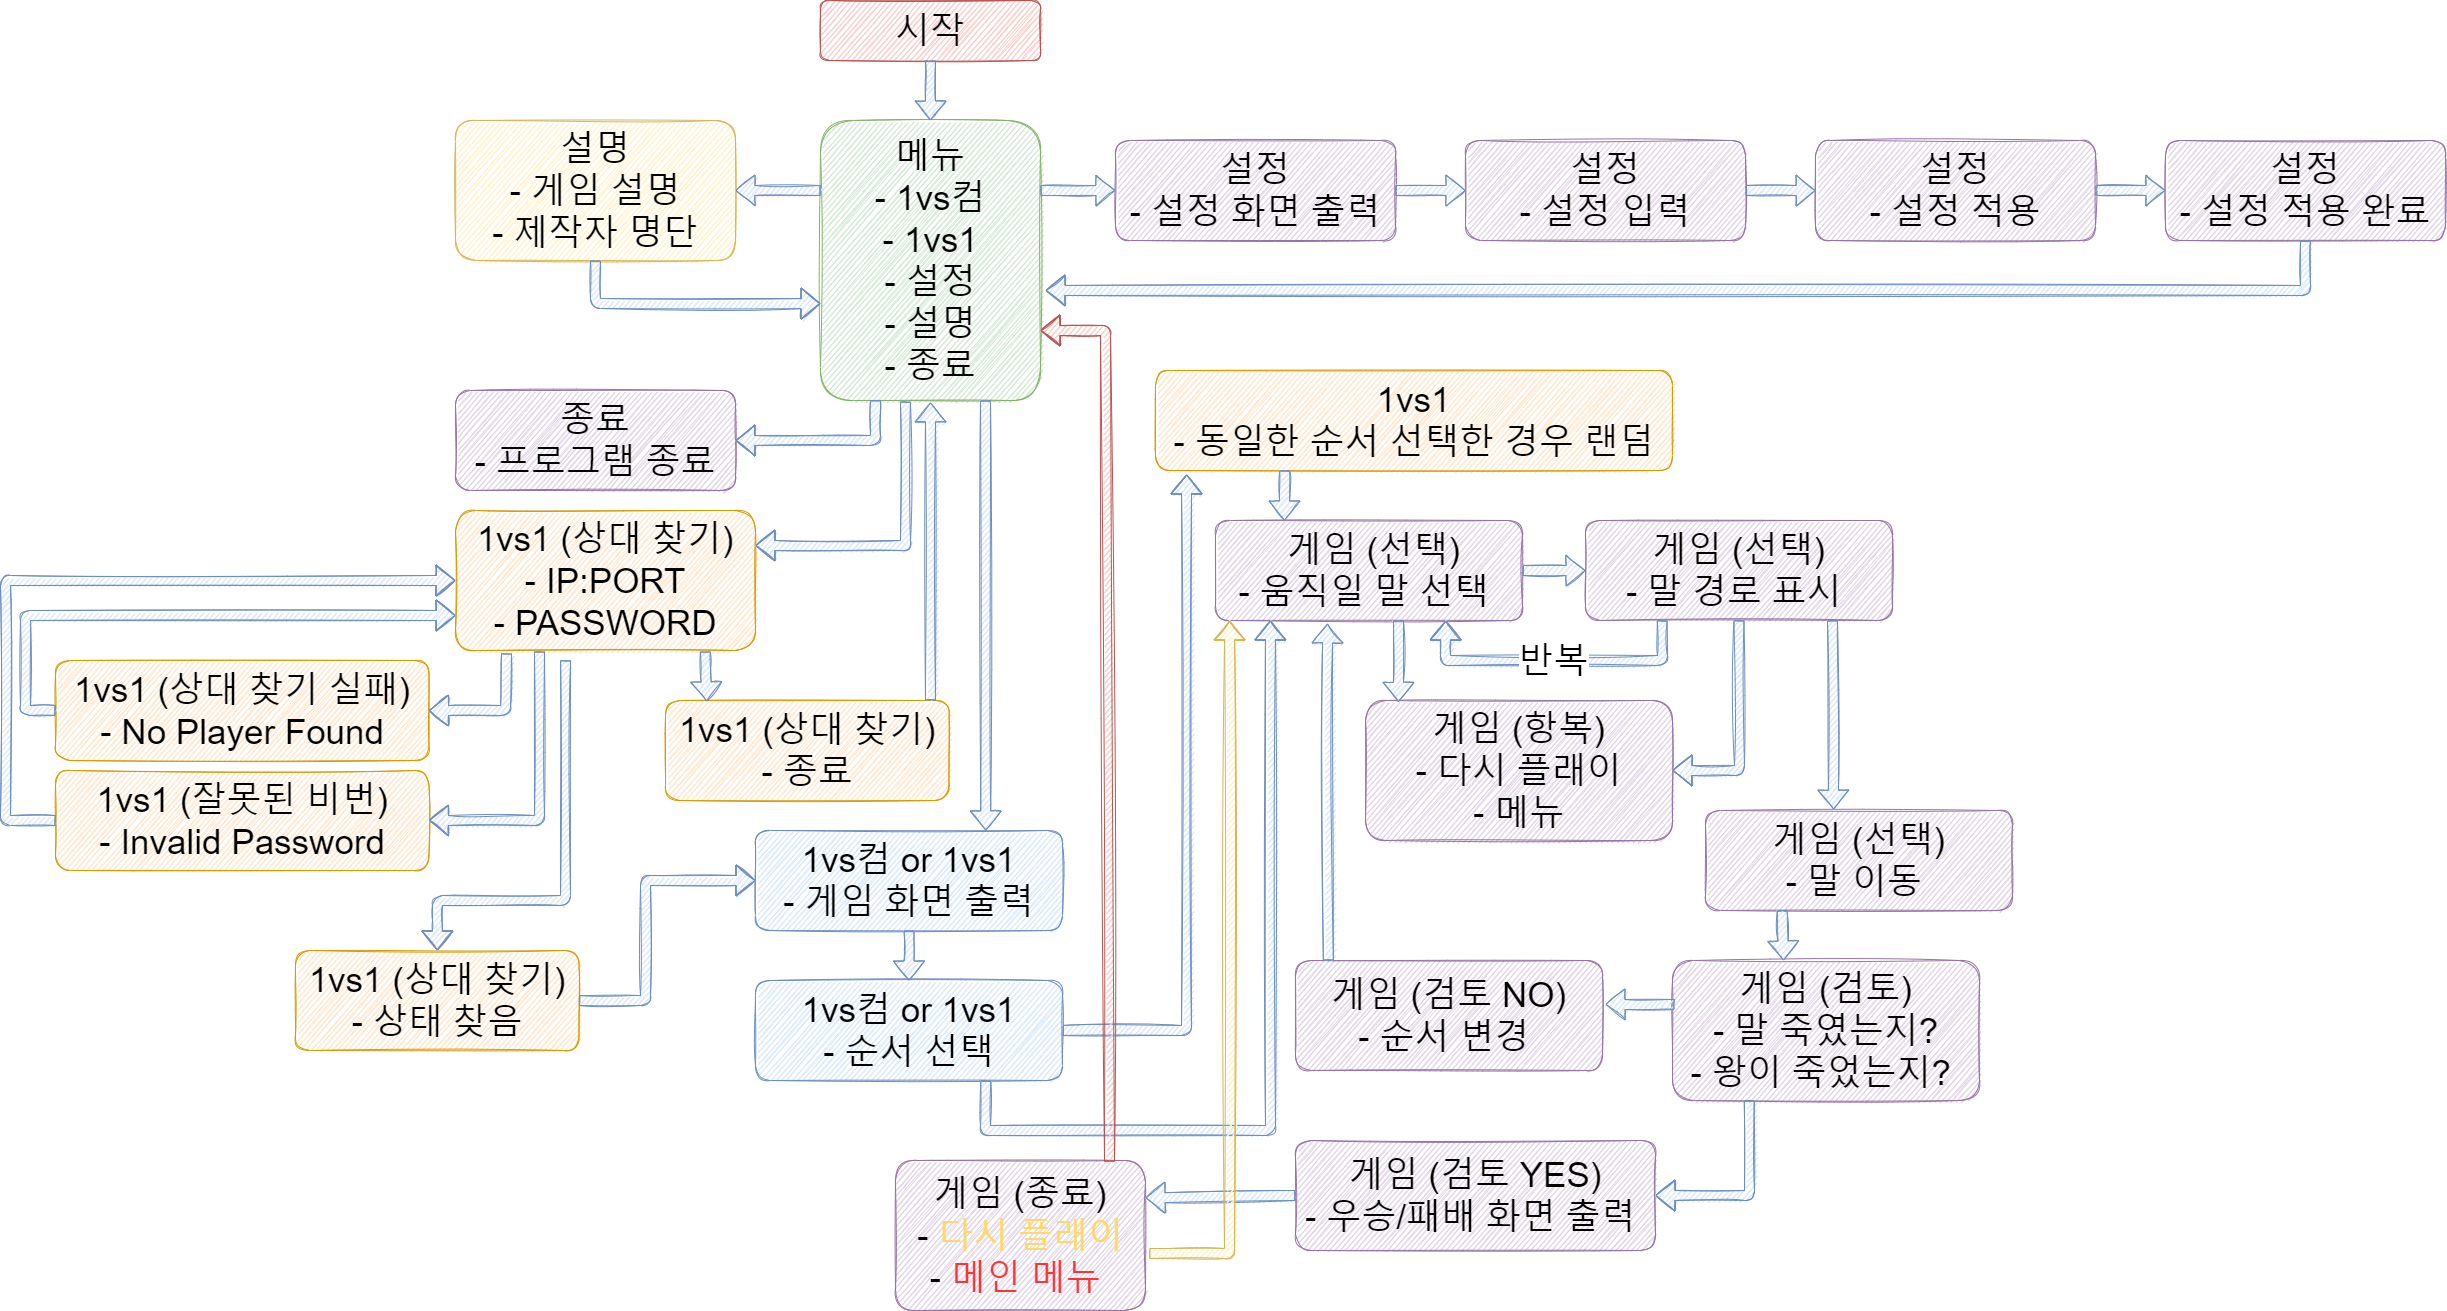 시작
설명
- 게임 설명
- 제작자 명단
메뉴
- 1vs컴
- 1vs1
- 설정
- 설명
- 종료
설정
- 설정 화면 출력
설정
- 설정 입력
설정
- 설정 적용
설정
- 설정 적용 완료
종료
- 프로그램 종료
1vs1
- 동일한 순서 선택한 경우 랜덤
1vs1 (상대 찾기)
- IP:PORT
- PASSWORD
게임 (선택)
- 움직일 말 선택
게임 (선택)
- 말 경로 표시
반복
1vs1 (상대 찾기 실패)
- No Player Found
1vs1 (상대 찾기)
- 종료
게임 (항복)
- 다시 플래이
- 메뉴
1vs1 (잘못된 비번)
- Invalid Password
1vs컴 or 1vs1
- 게임 화면 출력
게임 (선택)
- 말 이동
1vs1 (상대 찾기)
- 상태 찾음
1vs컴 or 1vs1
- 순서 선택
게임 (검토 NO)
- 순서 변경
게임 (검토)
- 말 죽였는지?
- 왕이 죽었는지?
게임 (종료)
- 다시 플래이
- 메인 메뉴
게임 (검토 YES)
- 우승/패배 화면 출력